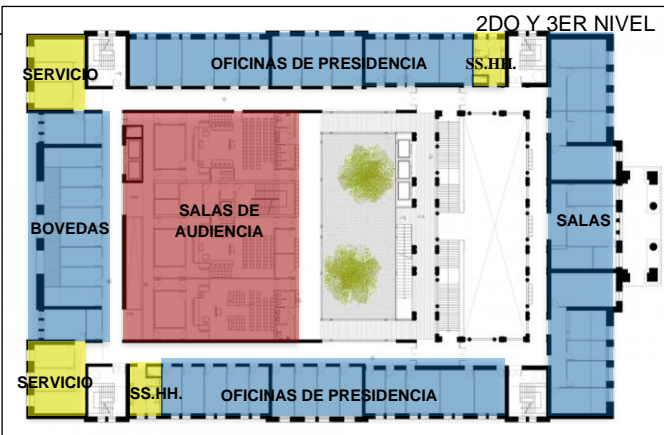 2DO Y 3ER NIVEL
SERVICIO
OFICINAS DE PRESIDENCIA
SS.HH.
BOVEDAS
SALAS DE
AUDIENCIA
SALAS
SERVICIO
SS.HH.
OFICINAS DE PRESIDENCIA